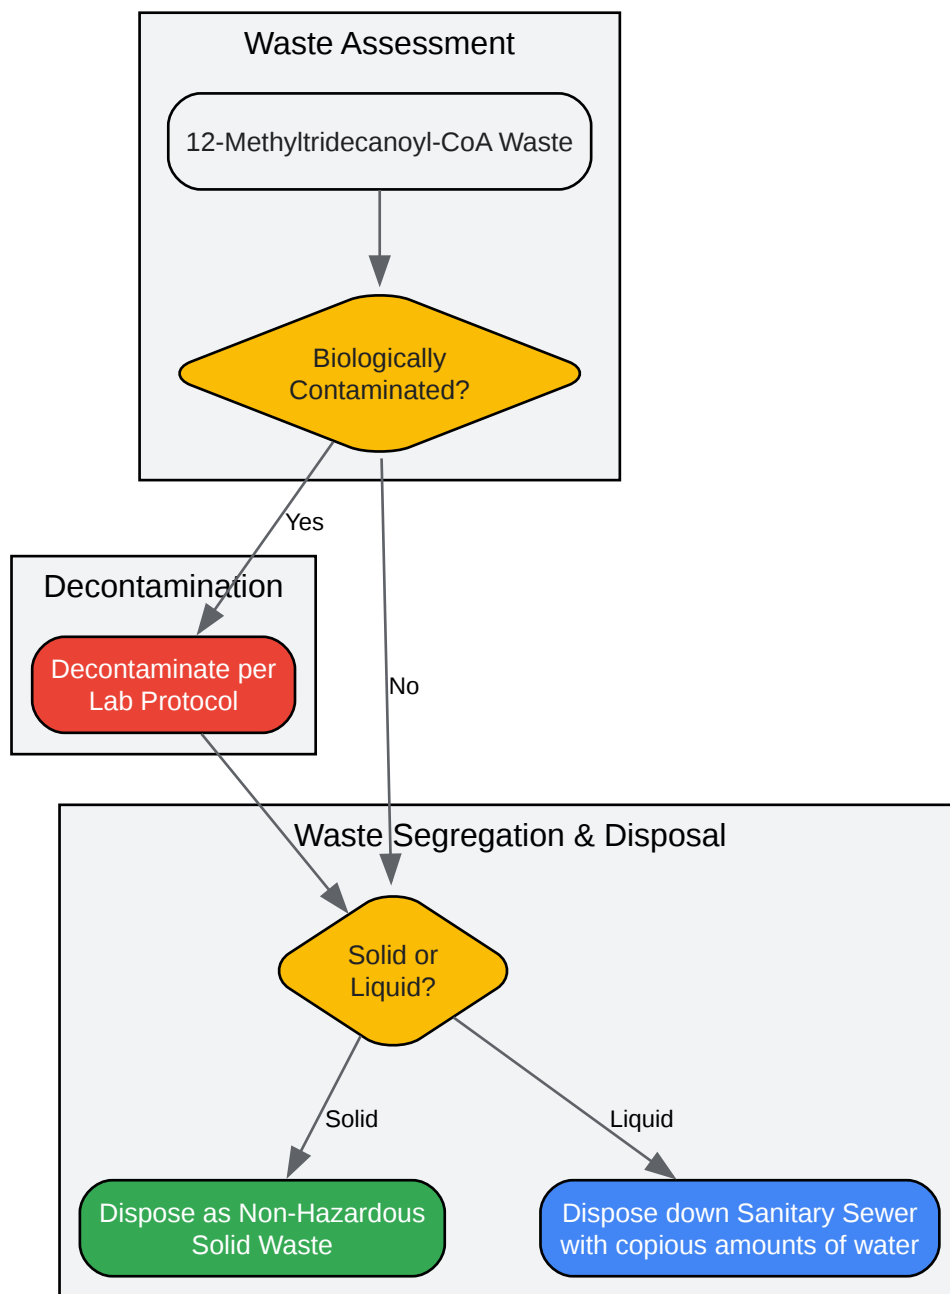 Waste Assessment
12-Methyltridecanoyl-CoA Waste
Biologically
Contaminated?
Yes
Decontamination
Decontaminate per
Lab Protocol
No
Waste Segregation & Disposal
Solid or
Liquid?
Solid
Liquid
Dispose as Non-Hazardous
Solid Waste
Dispose down Sanitary Sewer
with copious amounts of water